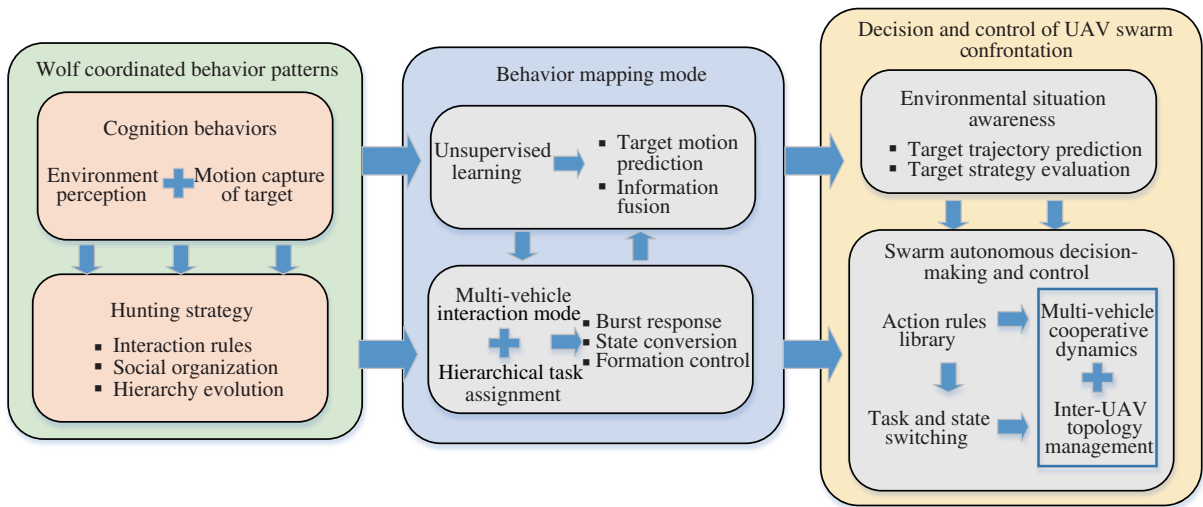 Wolf coordinated behavior patterns
Cognition behaviors
Environment
perception
Motion capture
of target
Hunting strategy
▪ Interaction rules
▪ Social organization
▪ Hierarchy evolution
Behavior mapping mode
Unsupervised
learning
▪ Target motion
prediction
▪ Information
fusion
Multi-vehicle
interaction mode
Hierarchical task
assignment
▪ Burst response
▪ State conversion
▪ Formation control
Decision and control of UAV swarm
confrontation
Environmental situation
awareness
▪ Target trajectory prediction
▪ Target strategy evaluation
Swarm autonomous decision-
making and control
Action rules
library
Task and state
switching
Multi-vehicle
cooperative
dynamics
Inter-UAV
topology
management